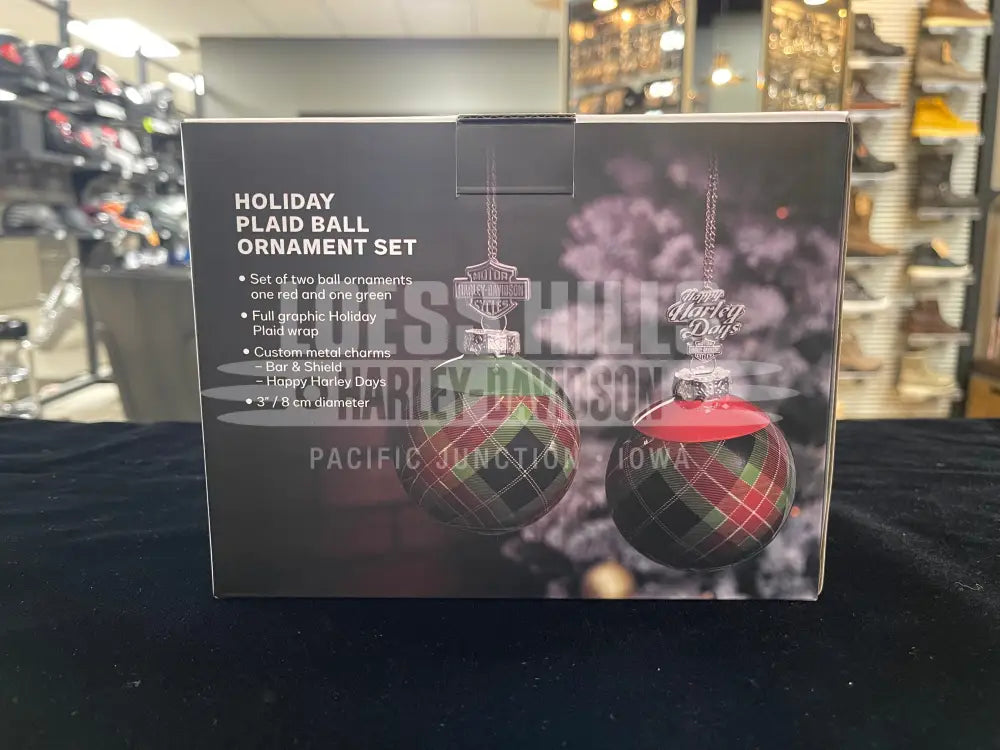 HOLIDAY
PLAID BALL
ORNAMENT SET
• Set of two ball ornaments
one red and one green
• Full graphic Holiday
Plaid wrap
• Custom metal charms
– Bar & Shield
– Happy Harley Days
• 3" / 8 cm diameter
MOTOR
HARLEY-DAVIDSON
CYCLES
Happy
Harley
Days
LOESS HILLS
HARLEY-DAVIDSON
PACIFIC JUNCTION, IOWA